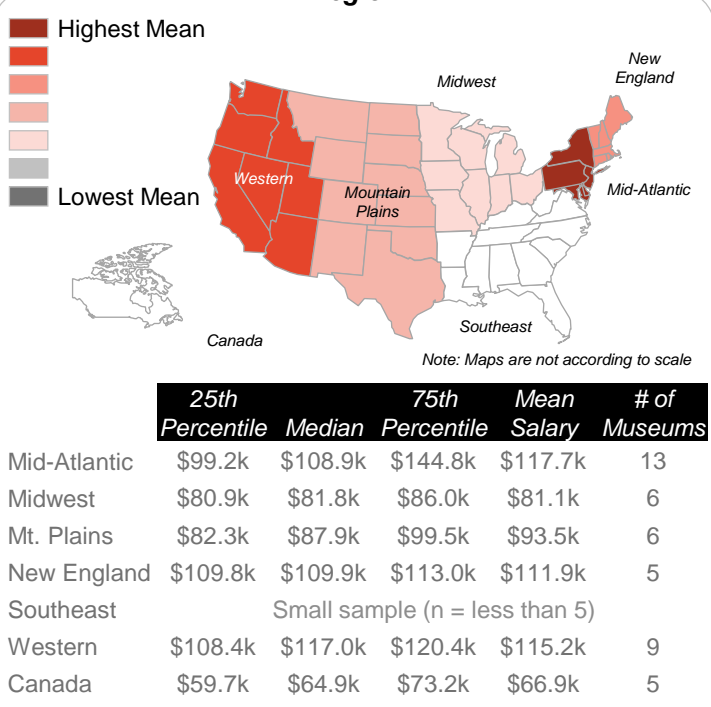 Highest Mean
Lowest Mean
New
England
Midwest
Western
Mountain
Plains
Mid-Atlantic
Southeast
Canada
Note: Maps are not according to scale
25th Percentile Median 75th Percentile Mean Salary # of Museums
Mid-Atlantic $99.2k $108.9k $144.8k $117.7k 13
Midwest $80.9k $81.8k $86.0k $81.1k 6
Mt. Plains $82.3k $87.9k $99.5k $93.5k 6
New England $109.8k $109.9k $113.0k $111.9k 5
Southeast Small sample (n = less than 5)
Western $108.4k $117.0k $120.4k $115.2k 9
Canada $59.7k $64.9k $73.2k $66.9k 5